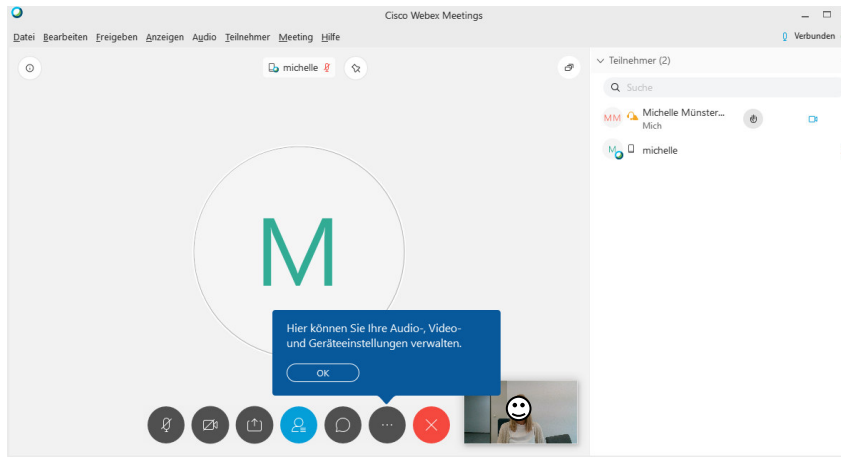 Cisco Webex Meetings
Datei Bearbeiten Freigeben Anzeigen Audio Teilnehmer Meeting Hilfe
Verbunden
michelle
Teilnehmer (2)
Suche
MM Michelle Münster...
Mich
M michelle
M
Hier können Sie Ihre Audio-, Video-
und Geräteeinstellungen verwalten.
OK